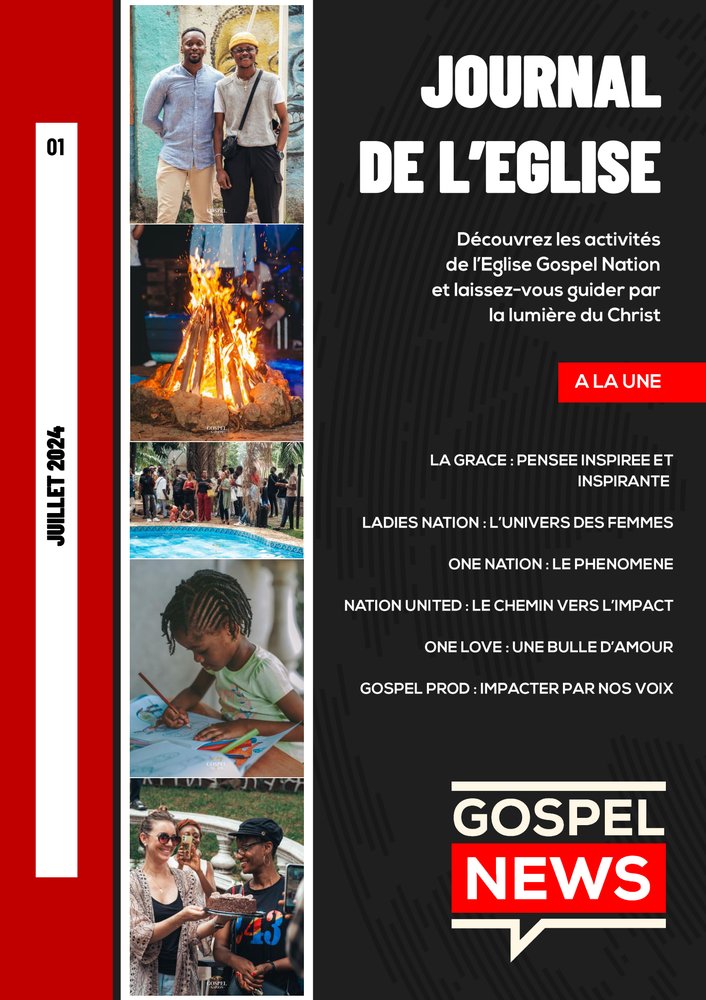 01
JUILLET 2024
JOURNAL
DE L'EGLISE
Découvrez les activités
de l'Eglise Gospel Nation
et laissez-vous guider par
la lumière du Christ
A LA UNE
LA GRACE : PENSEE INSPIREE ET
INSPIRANTE
LADIES NATION : L'UNIVERS DES FEMMES
ONE NATION : LE PHENOMENE
NATION UNITED : LE CHEMIN VERS L'IMPACT
ONE LOVE : UNE BULLE D'AMOUR
GOSPEL PROD : IMPACTER PAR NOS VOIX
GOSPEL
NEWS